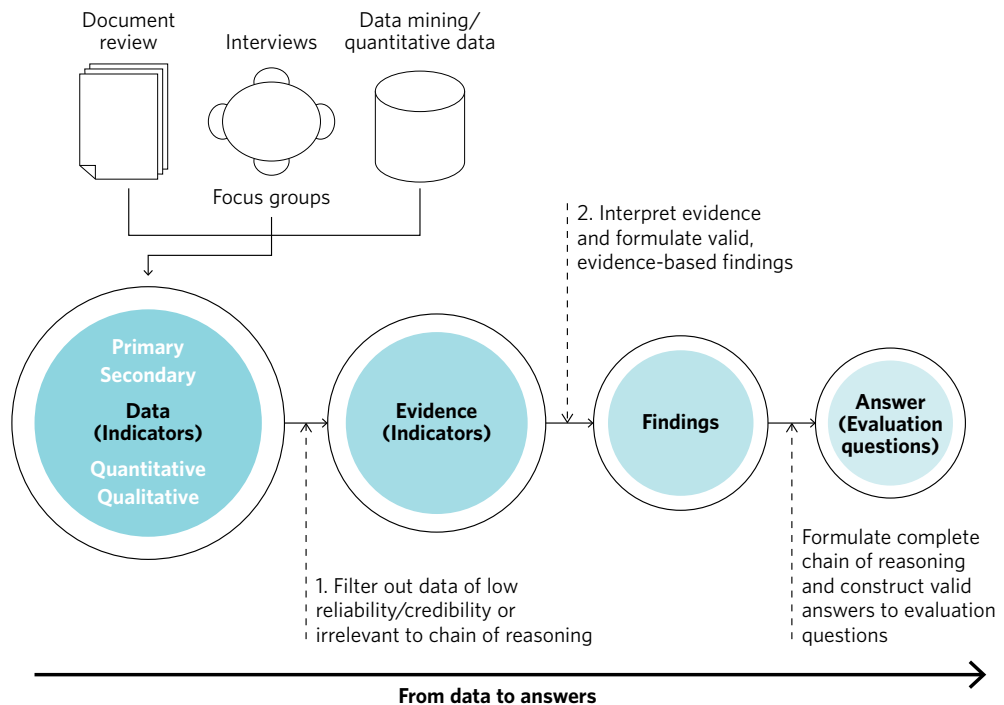 Document
review
Interviews
Data mining/
quantitative data
Focus groups
2. Interpret evidence
and formulate valid,
evidence-based findings
Primary
Secondary
Data
(Indicators)
Quantitative
Qualitative
Evidence
(Indicators)
Findings
Answer
(Evaluation
questions)
1. Filter out data of low
reliability/credibility or
irrelevant to chain of reasoning
Formulate complete
chain of reasoning
and construct valid
answers to evaluation
questions
From data to answers